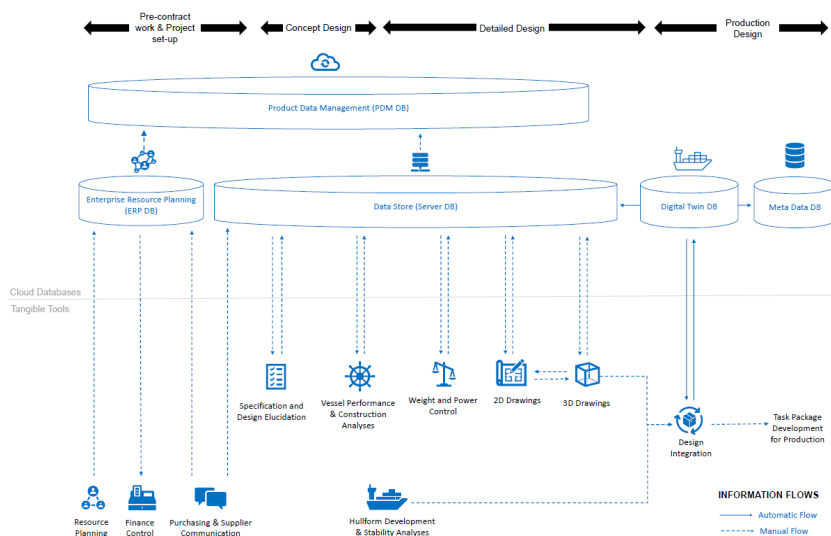 Pre-contract
work & Project
set-up
Concept Design
Detailed Design
Production
Design
Product Data Management (PDM DB)
Enterprise Resource Planning
(ERP DB)
Data Store (Server DB)
Digital Twin DB
Meta Data DB
Cloud Databases
Tangible Tools
Specification and
Design Elucidation
Vessel Performance
& Construction Analyses
Weight and Power
Control
2D Drawings
3D Drawings
Design
Integration
Task Package
Development
for Production
Resource
Planning
Finance
Control
Purchasing & Supplier
Communication
Hullform Development
& Stability Analyses
INFORMATION FLOWS
Automatic Flow
Manual Flow